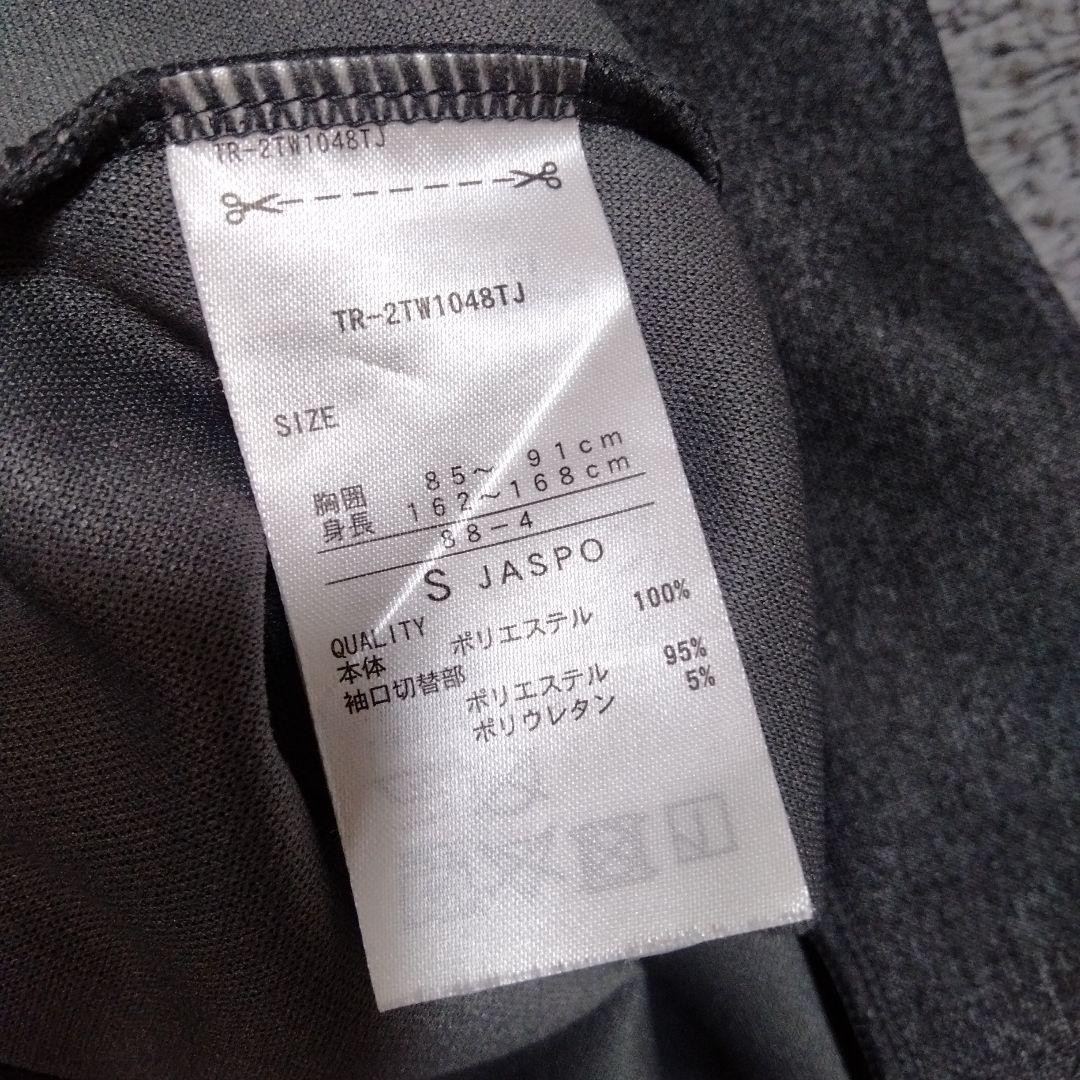 TR-2TW1048TJ
TR-2TW1048TJ
SIZE
胸囲 85～ 91cm
身長 162～168cm
88-4
S JASPO
QUALITY
本体 ポリエステル 100%
袖口切替部
ポリエステル 95%
ポリウレタン 5%